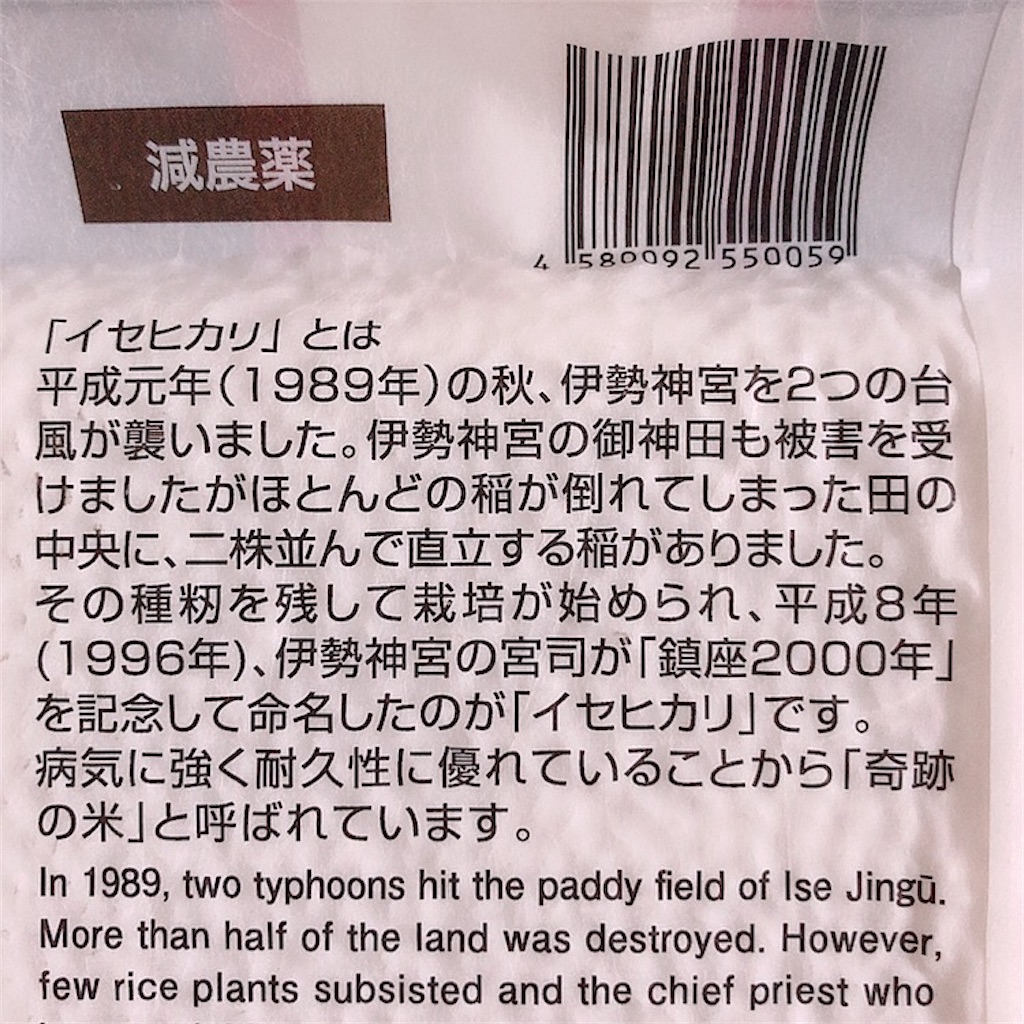 減農薬
4 580092 550059
「イセヒカリ」とは
平成元年(1989年)の秋、伊勢神宮を2つの台
風が襲いました。伊勢神宮の御神田も被害を受
けましたがほとんどの稲が倒れてしまった田の
中央に、二株並んで直立する稲がありました。
その種籾を残して栽培が始められ、平成8年
(1996年)、伊勢神宮の宮司が「鎮座2000年」
を記念して命名したのが「イセヒカリ」です。
病気に強く耐久性に優れていることから「奇跡
の米」と呼ばれています。
In 1989, two typhoons hit the paddy field of Ise Jingū.
More than half of the land was destroyed. However,
few rice plants subsisted and the chief priest who